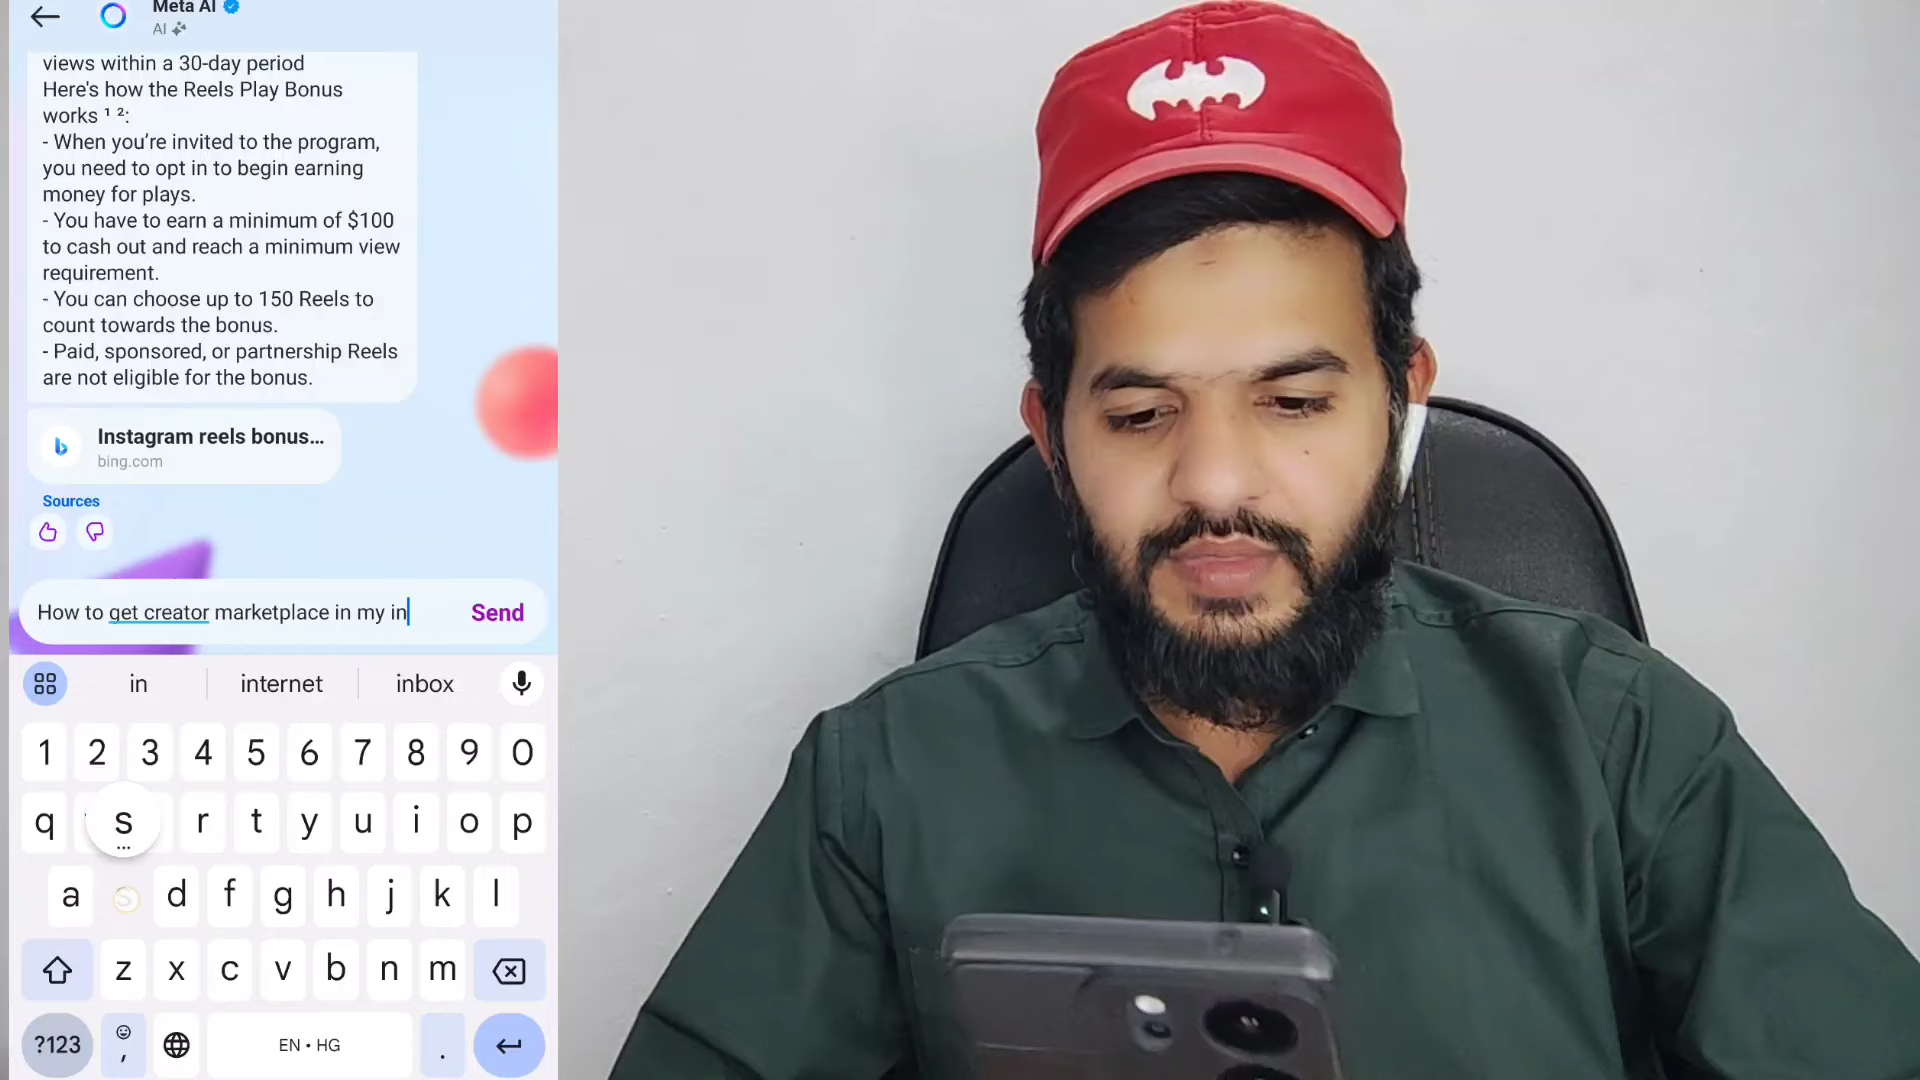 Meta AI
AI
views within a 30-day period
Here's how the Reels Play Bonus
works ¹ ²:
- When you’re invited to the program,
you need to opt in to begin earning
money for plays.
- You have to earn a minimum of $100
to cash out and reach a minimum view
requirement.
- You can choose up to 150 Reels to
count towards the bonus.
- Paid, sponsored, or partnership Reels
are not eligible for the bonus.
Instagram reels bonus...
bing.com
Sources
How to get creator marketplace in my in
Send
in internet inbox
1 2 3 4 5 6 7 8 9 0
q s r t y u i o p
a s d f g h j k l
z x c v b n m
?123 , EN • HG .